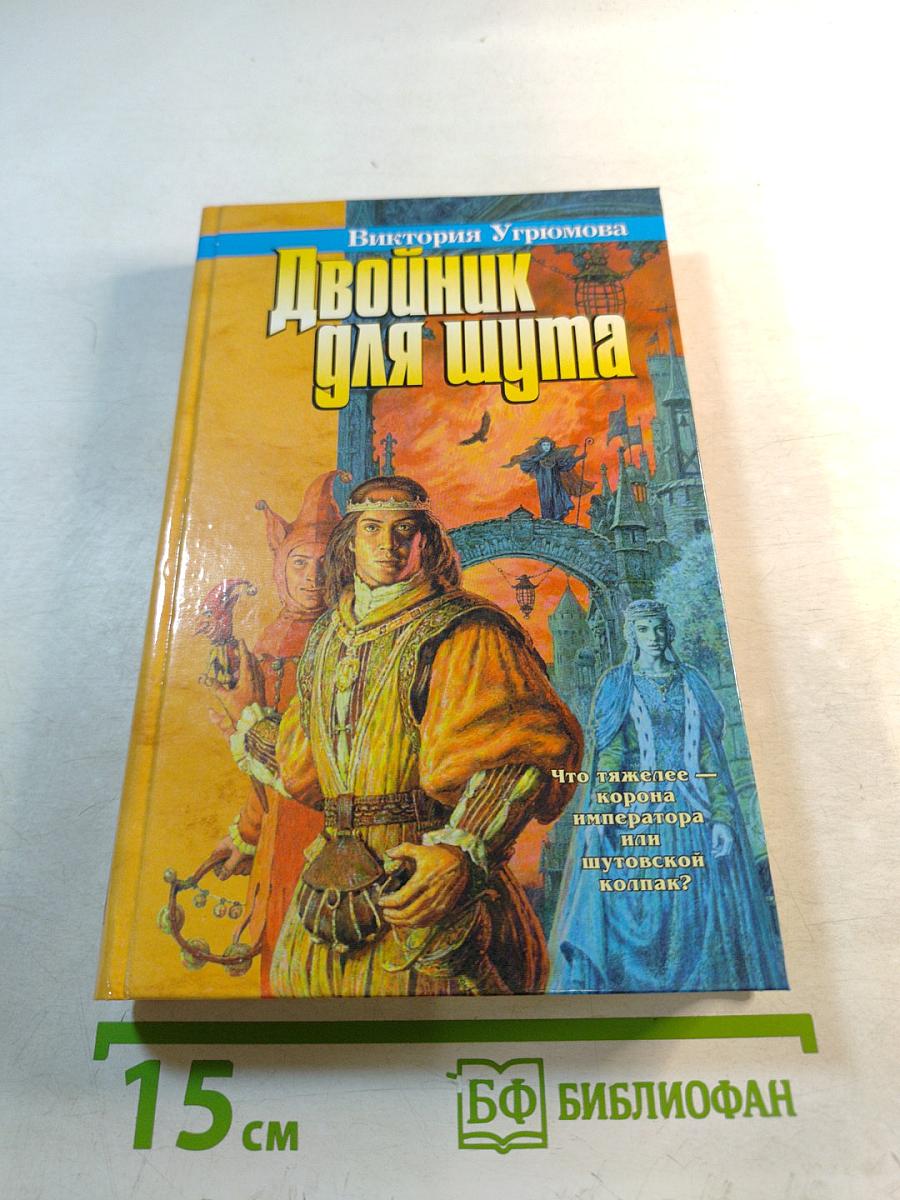 Виктория Угрюмова
Двойник
для шута
Что тяжелее —
корона
императора
или
шутовской
колпак?
15 см
БФ БИБЛИОФАН